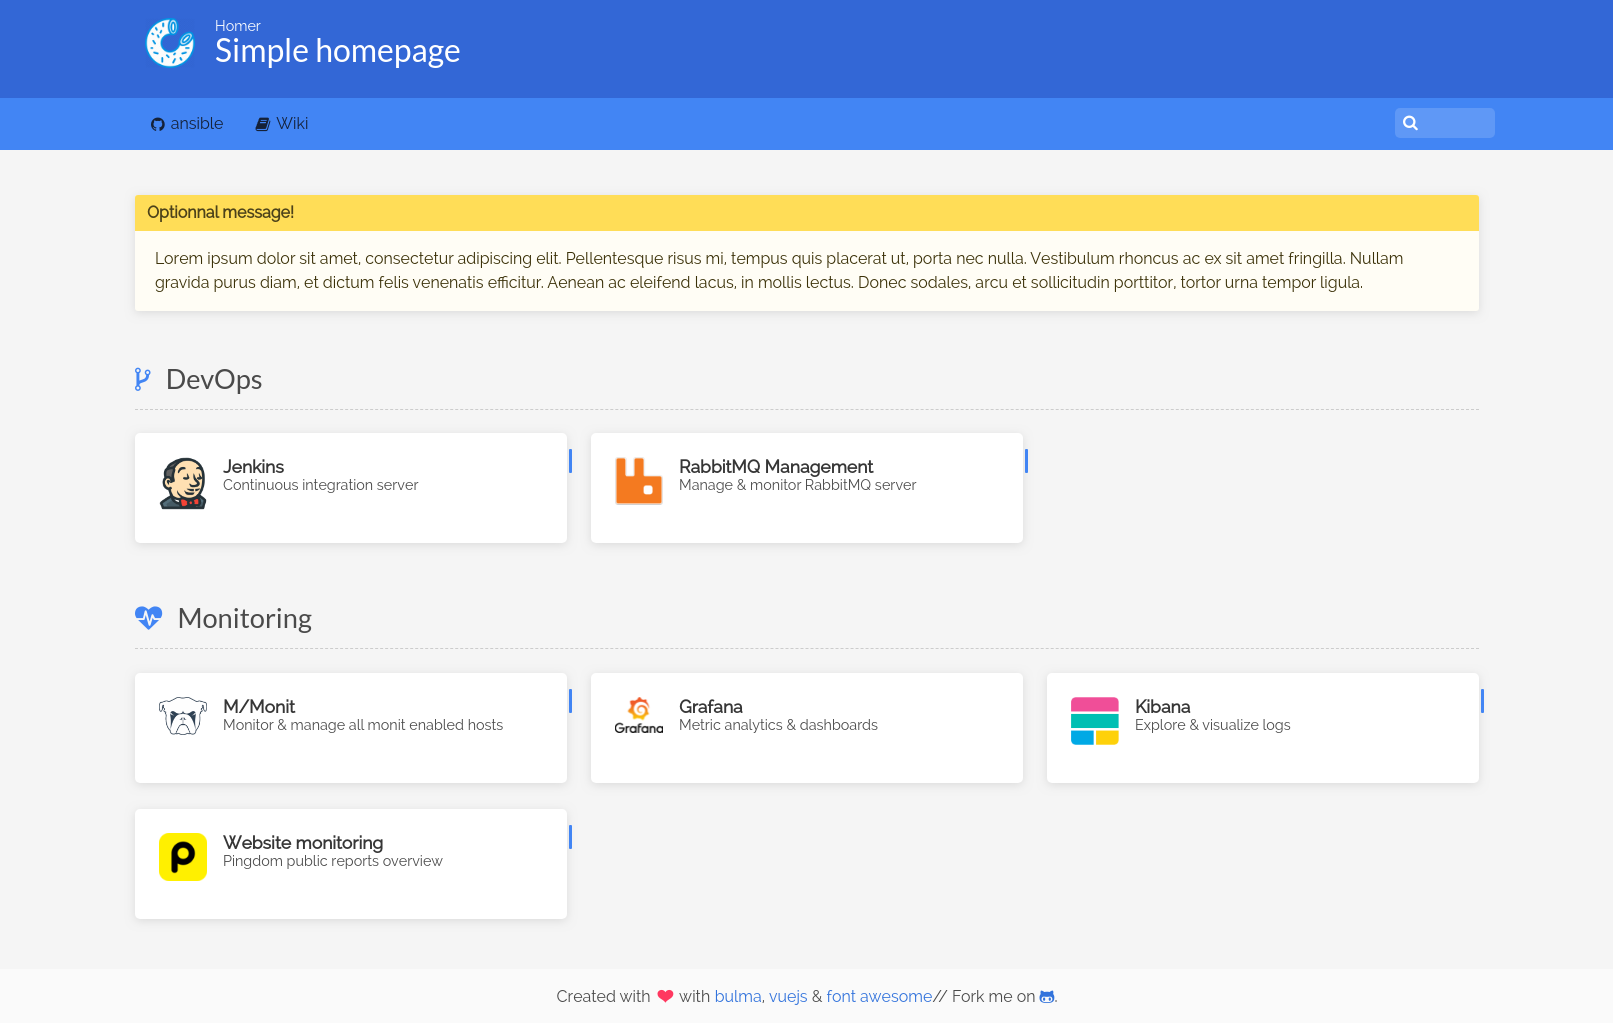 Homer
Simple homepage
ansible
Wiki
Optionnal message!
Lorem ipsum dolor sit amet, consectetur adipiscing elit. Pellentesque risus mi, tempus quis placerat ut, porta nec nulla. Vestibulum rhoncus ac ex sit amet fringilla. Nullam
gravida purus diam, et dictum felis venenatis efficitur. Aenean ac eleifend lacus, in mollis lectus. Donec sodales, arcu et sollicitudin porttitor, tortor urna tempor ligula.
DevOps
Jenkins
Continuous integration server
RabbitMQ Management
Manage & monitor RabbitMQ server
Monitoring
M/Monit
Monitor & manage all monit enabled hosts
Grafana
Grafana
Metric analytics & dashboards
Kibana
Explore & visualize logs
Website monitoring
Pingdom public reports overview
Created with with bulma, vuejs & font awesome// Fork me on .